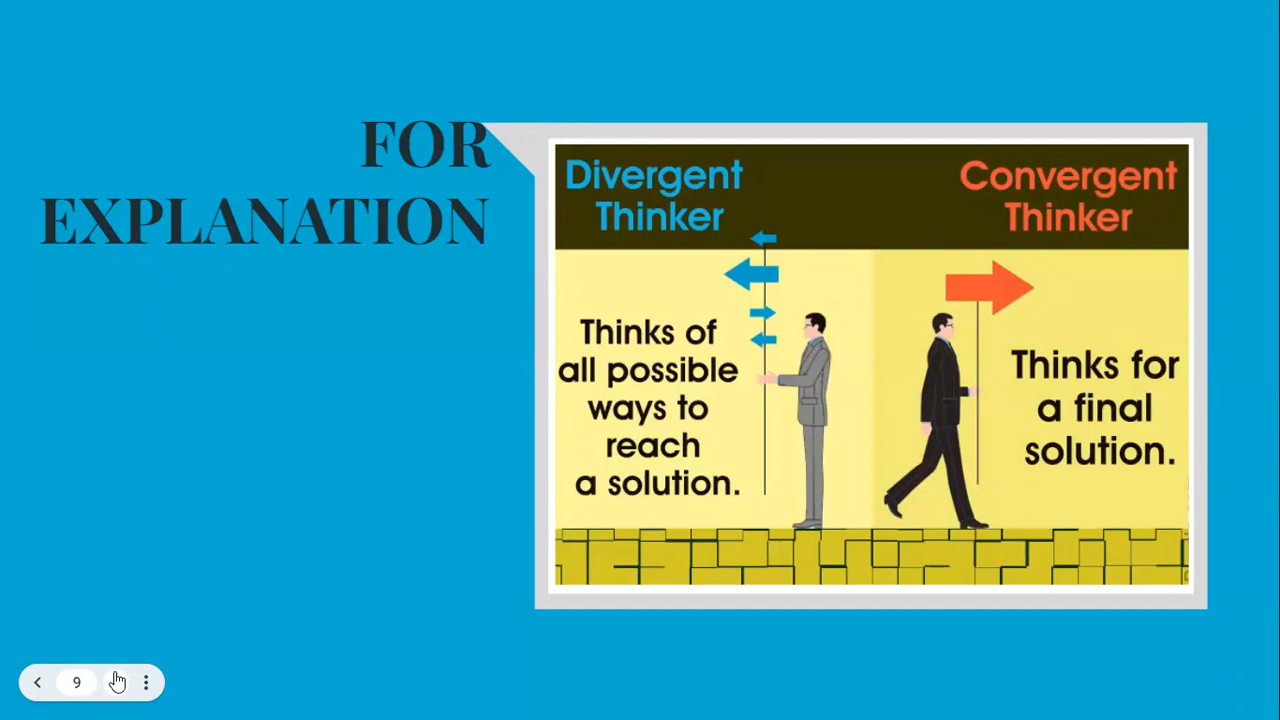 FOR
EXPLANATION
Divergent
Thinker
Thinks of
all possible
ways to
reach
a solution.
Convergent
Thinker
Thinks for
a final
solution.
9